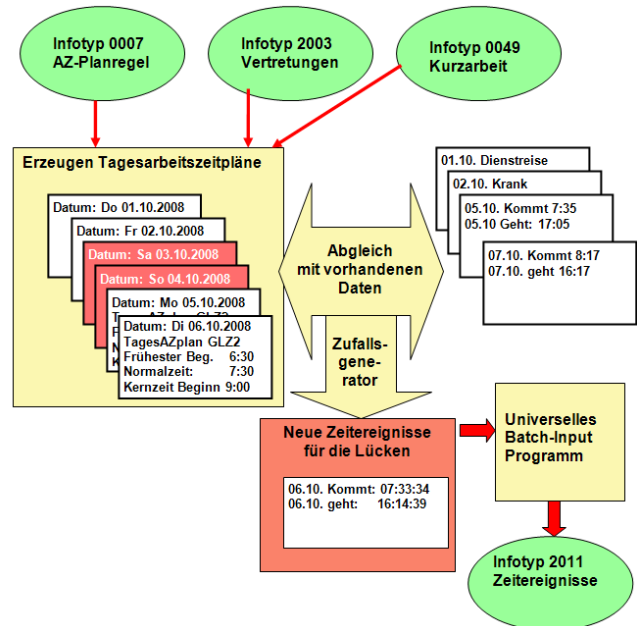 Infotyp 0007
AZ-Planregel
Infotyp 2003
Vertretungen
Infotyp 0049
Kurzarbeit
Erzeugen Tagesarbeitszeitpläne
Datum: Do 01.10.2008
Datum: Fr 02.10.2008
Datum: Sa 03.10.2008
Datum: So 04.10.2008
Datum: Mo 05.10.2008
Datum: Di 06.10.2008
TagesAZplan GLZ2
Frühester Beg. 6:30
Normalzeit: 7:30
Kernzeit Beginn 9:00
Abgleich
mit vorhandenen
Daten
01.10. Dienstreise
02.10. Krank
05.10. Kommt 7:35
05.10 Geht: 17:05
07.10. Kommt 8:17
07.10. geht 16:17
Zufalls-
gene-
rator
Neue Zeitereignisse
für die Lücken
06.10. Kommt: 07:33:34
06.10. geht: 16:14:39
Universelles
Batch-Input
Programm
Infotyp 2011
Zeitereignisse